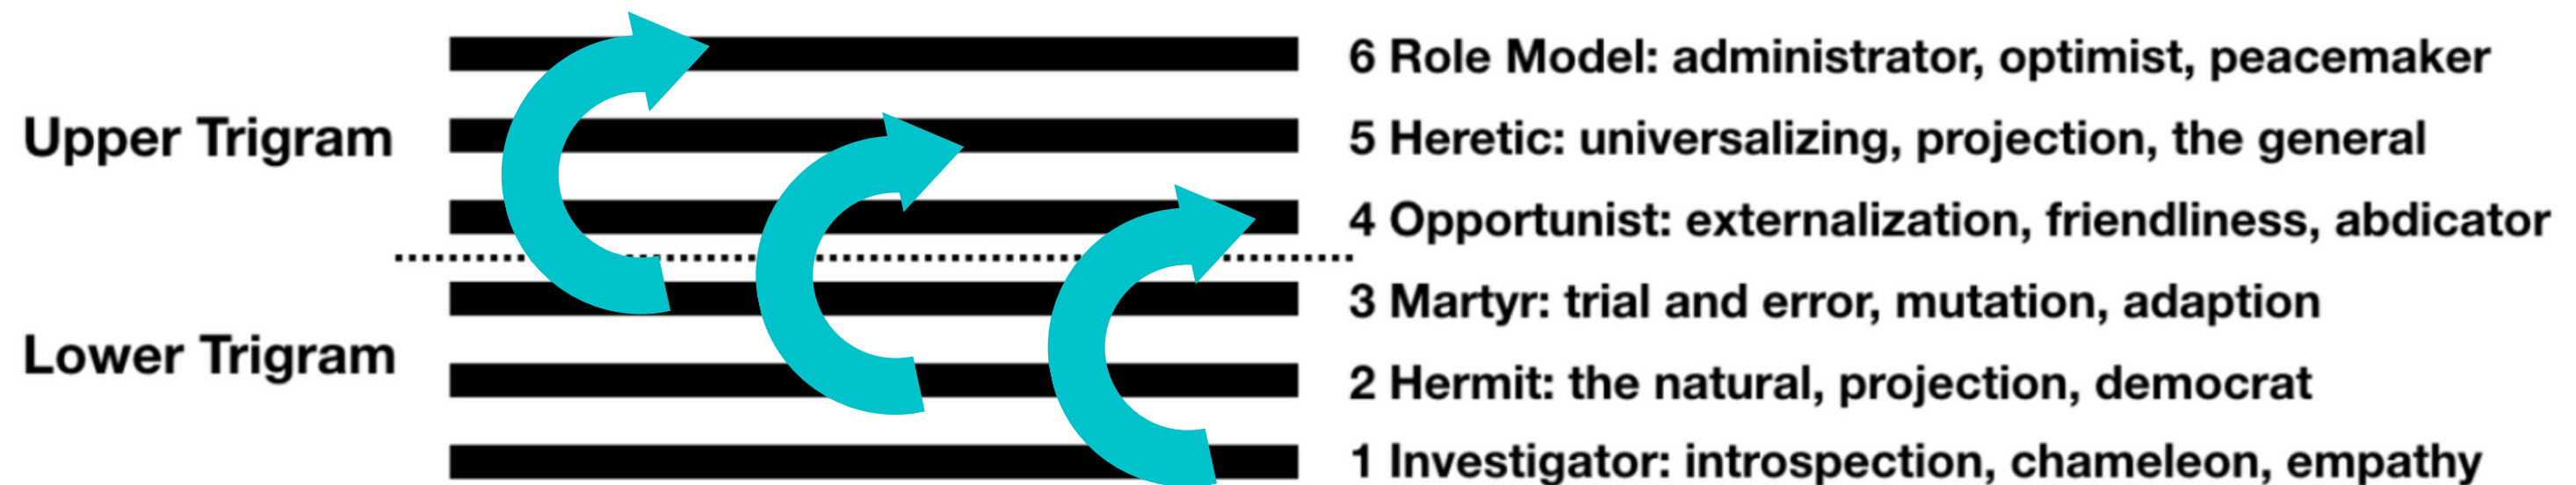 Upper Trigram
Lower Trigram
6 Role Model: administrator, optimist, peacemaker
5 Heretic: universalizing, projection, the general
4 Opportunist: externalization, friendliness, abdicator
3 Martyr: trial and error, mutation, adaption
2 Hermit: the natural, projection, democrat
1 Investigator: introspection, chameleon, empathy